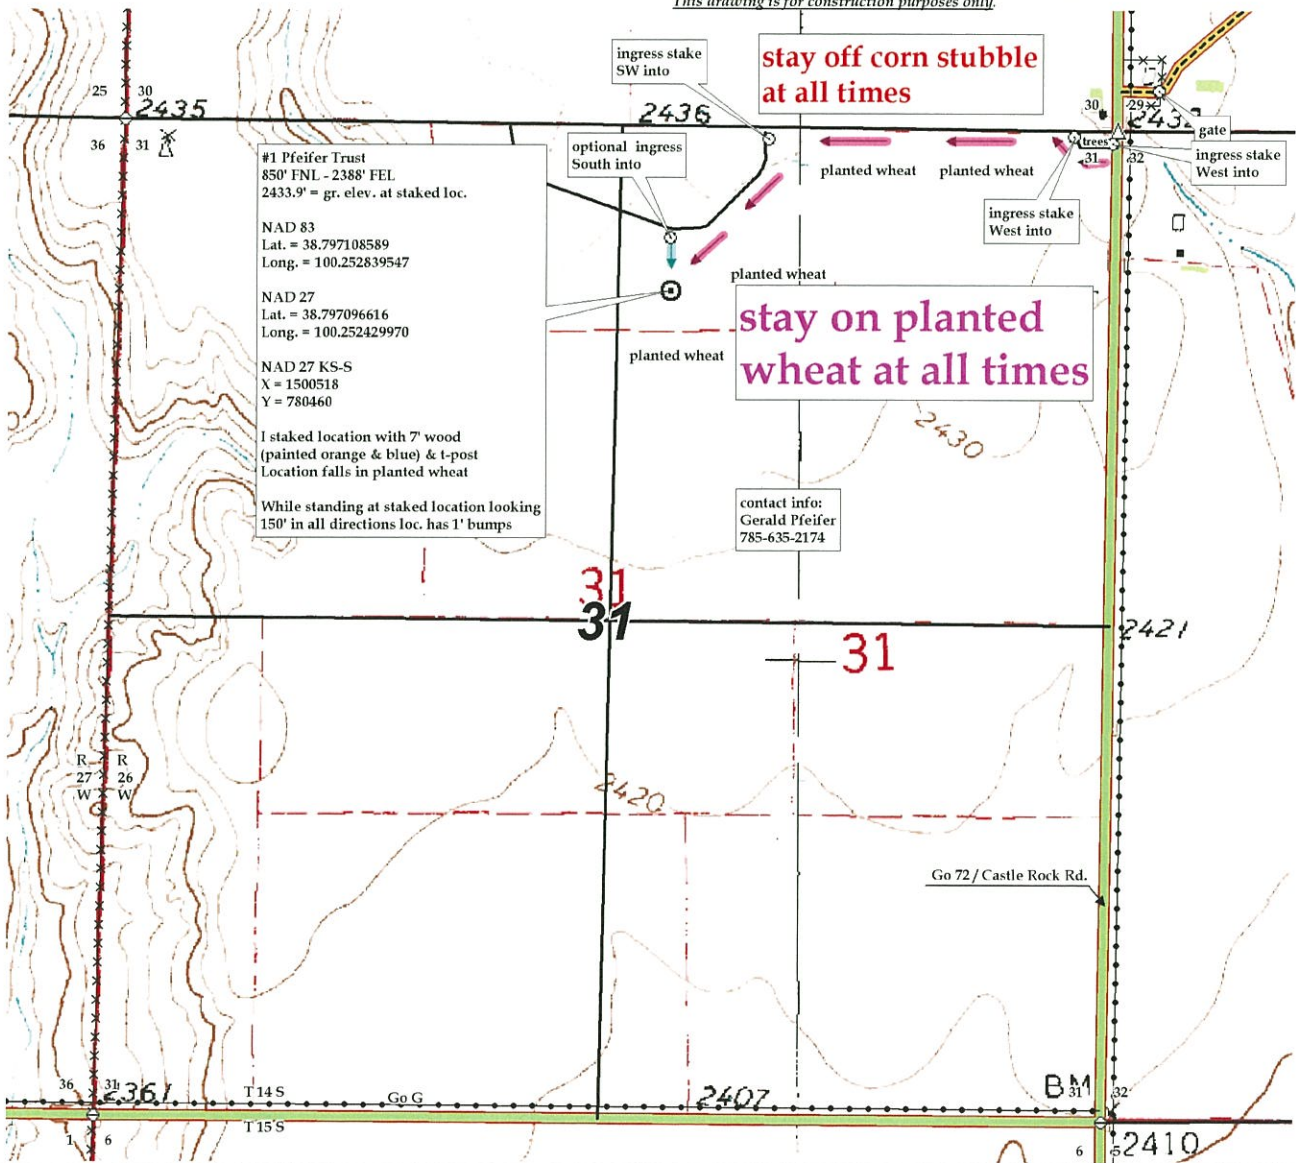 This drawing is for construction purposes only.
ingress stake
SW into
stay off corn stubble
at all times
25 30
2435
36 31
2436
30 29
gate
trees
31 32
ingress stake
West into
optional ingress
South into
planted wheat
planted wheat
ingress stake
West into
#1 Pfeifer Trust
850' FNL - 2388' FEL
2433.9' = gr. elev. at staked loc.
NAD 83
Lat. = 38.797108589
Long. = 100.252839547
NAD 27
Lat. = 38.797096616
Long. = 100.252429970
NAD 27 KS-S
X = 1500518
Y = 780460
I staked location with 7' wood
(painted orange & blue) & t-post
Location falls in planted wheat
While standing at staked location looking
150' in all directions loc. has 1' bumps
planted wheat
stay on planted
wheat at all times
planted wheat
2430
contact info:
Gerald Pfeifer
785-635-2174
31
31
2421
31
R R
27 26
W W
2420
Go 72 / Castle Rock Rd.
36 31
2361
T 14 S
Go G
T 15 S
2407
BM
31 32
1 6
2410
6 5